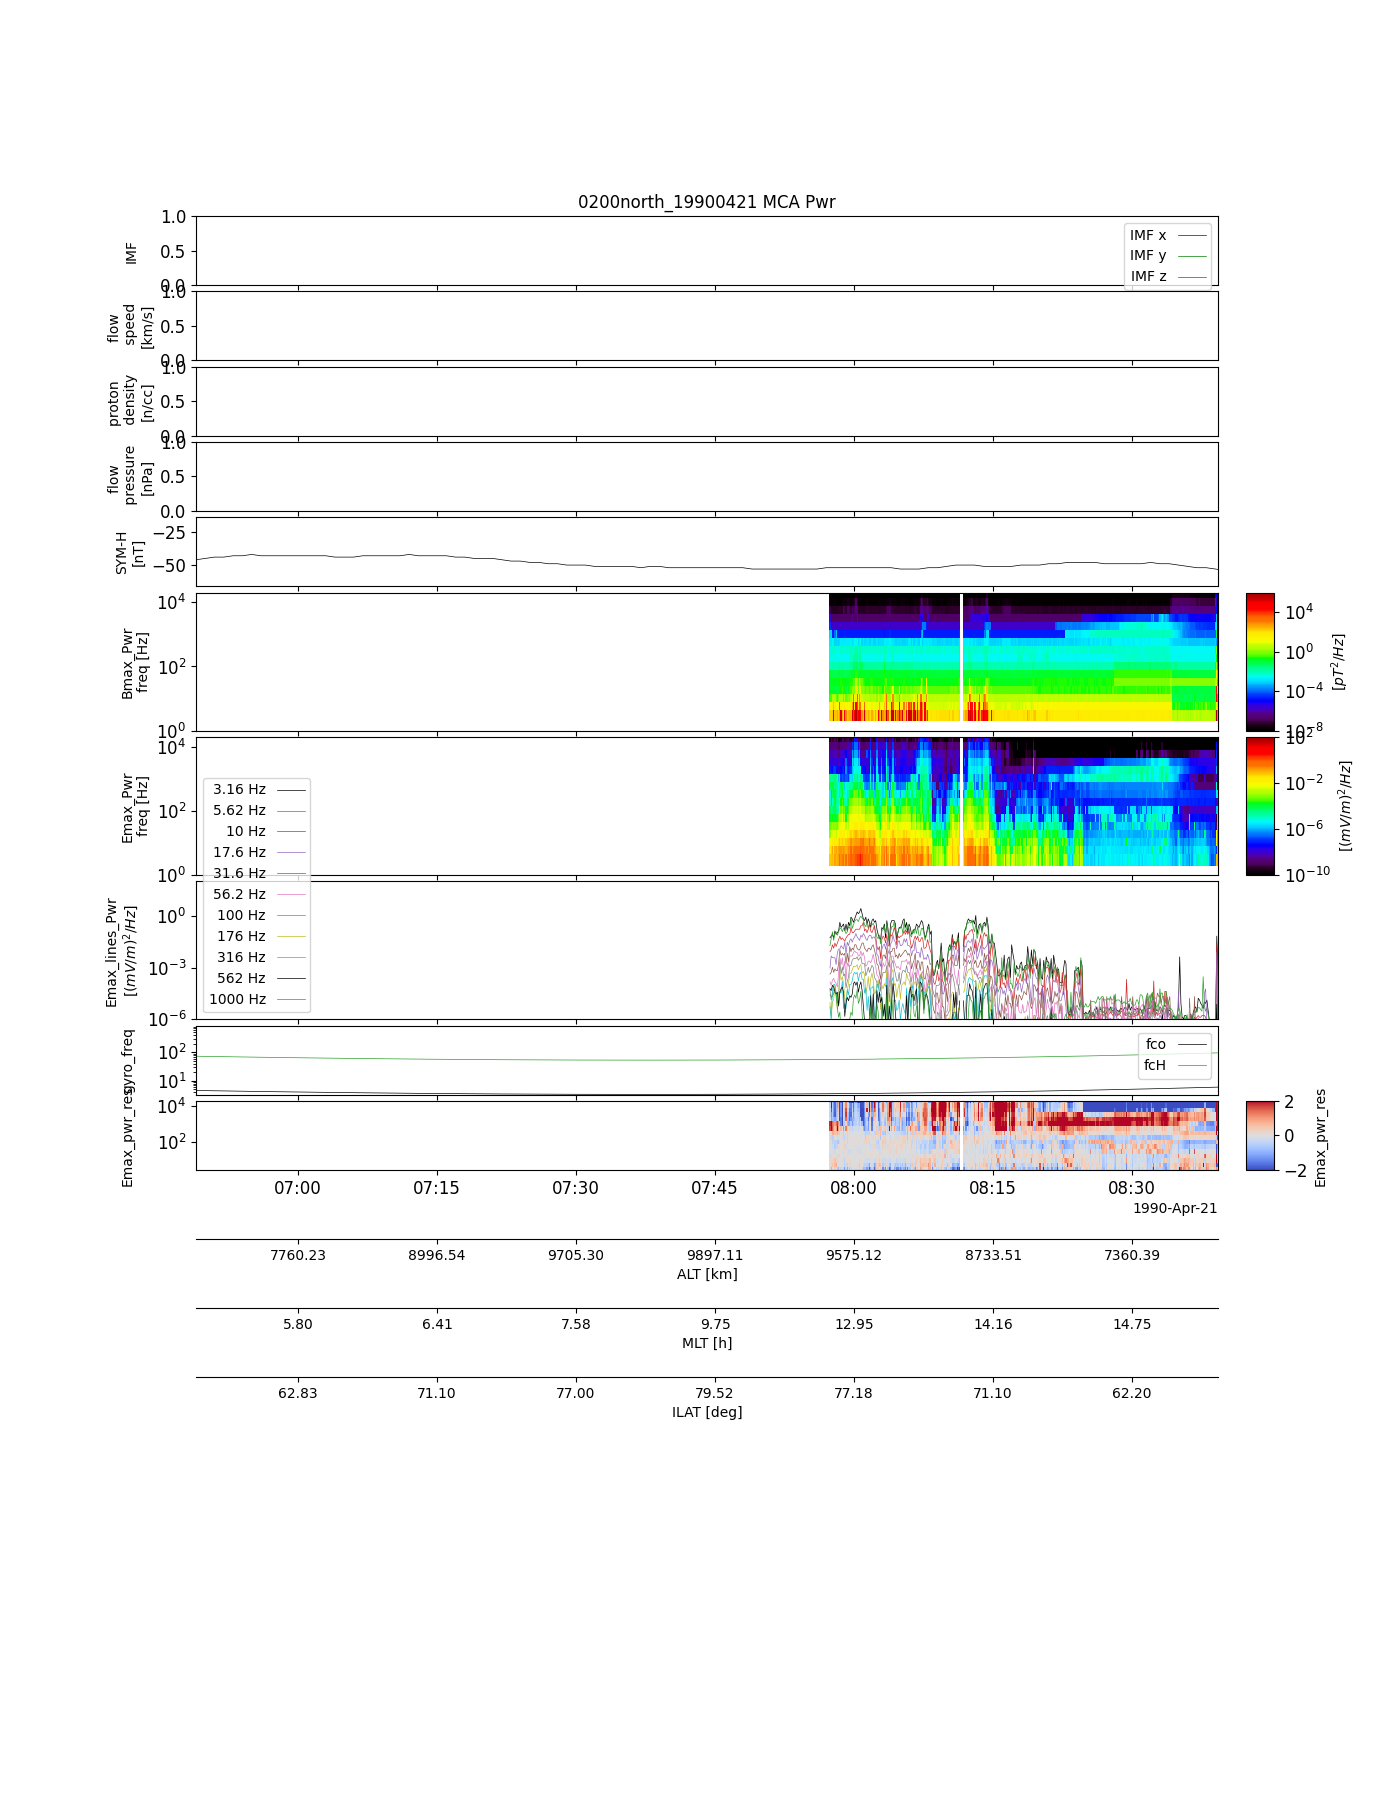 0200north_19900421 MCA Pwr
1.0
0.5
0.0
IMF
IMF x
IMF y
IMF z
1.0
0.5
0.0
flow
speed
[km/s]
1.0
0.5
0.0
proton
density
[n/cc]
1.0
0.5
0.0
flow
pressure
[nPa]
−25
−50
SYM-H
[nT]
10^4
10^2
10^0
Bmax_Pwr
freq [Hz]
10^4
10^0
10^−4
10^−8
[pT^2/Hz]
10^4
10^2
10^0
Emax_Pwr
freq [Hz]
10^2
10^−2
10^−6
10^−10
[(mV/m)^2/Hz]
3.16 Hz
5.62 Hz
10 Hz
17.6 Hz
31.6 Hz
56.2 Hz
100 Hz
176 Hz
316 Hz
562 Hz
1000 Hz
10^0
10^−3
10^−6
Emax_lines_Pwr
[(mV/m)^2/Hz]
10^2
10^1
gyro_freq
fco
fcH
10^4
10^2
Emax_pwr_res
2
0
−2
Emax_pwr_res
07:00 07:15 07:30 07:45 08:00 08:15 08:30
1990-Apr-21
7760.23 8996.54 9705.30 9897.11 9575.12 8733.51 7360.39
ALT [km]
5.80 6.41 7.58 9.75 12.95 14.16 14.75
MLT [h]
62.83 71.10 77.00 79.52 77.18 71.10 62.20
ILAT [deg]